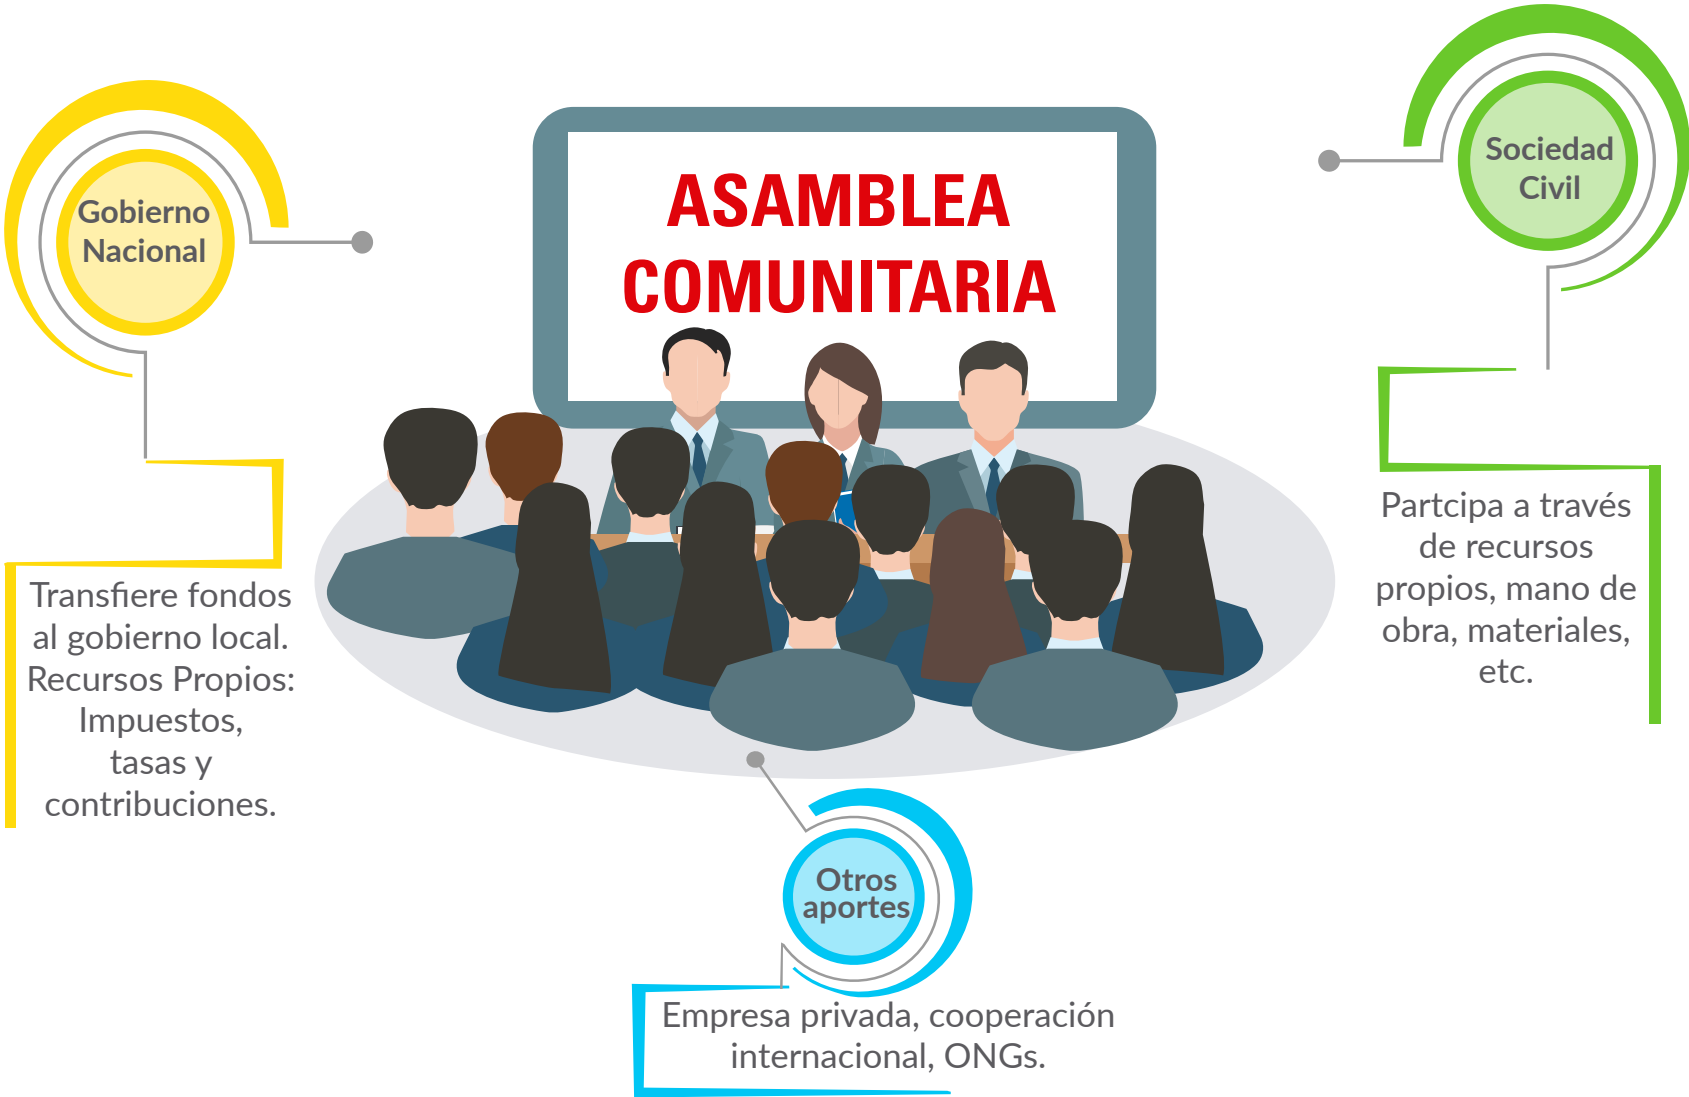 ASAMBLEA
COMUNITARIA
Gobierno
Nacional
Transfiere fondos
al gobierno local.
Recursos Propios:
Impuestos,
tasas y
contribuciones.
Sociedad
Civil
Partcipa a través
de recursos
propios, mano de
obra, materiales,
etc.
Otros
aportes
Empresa privada, cooperación
internacional, ONGs.